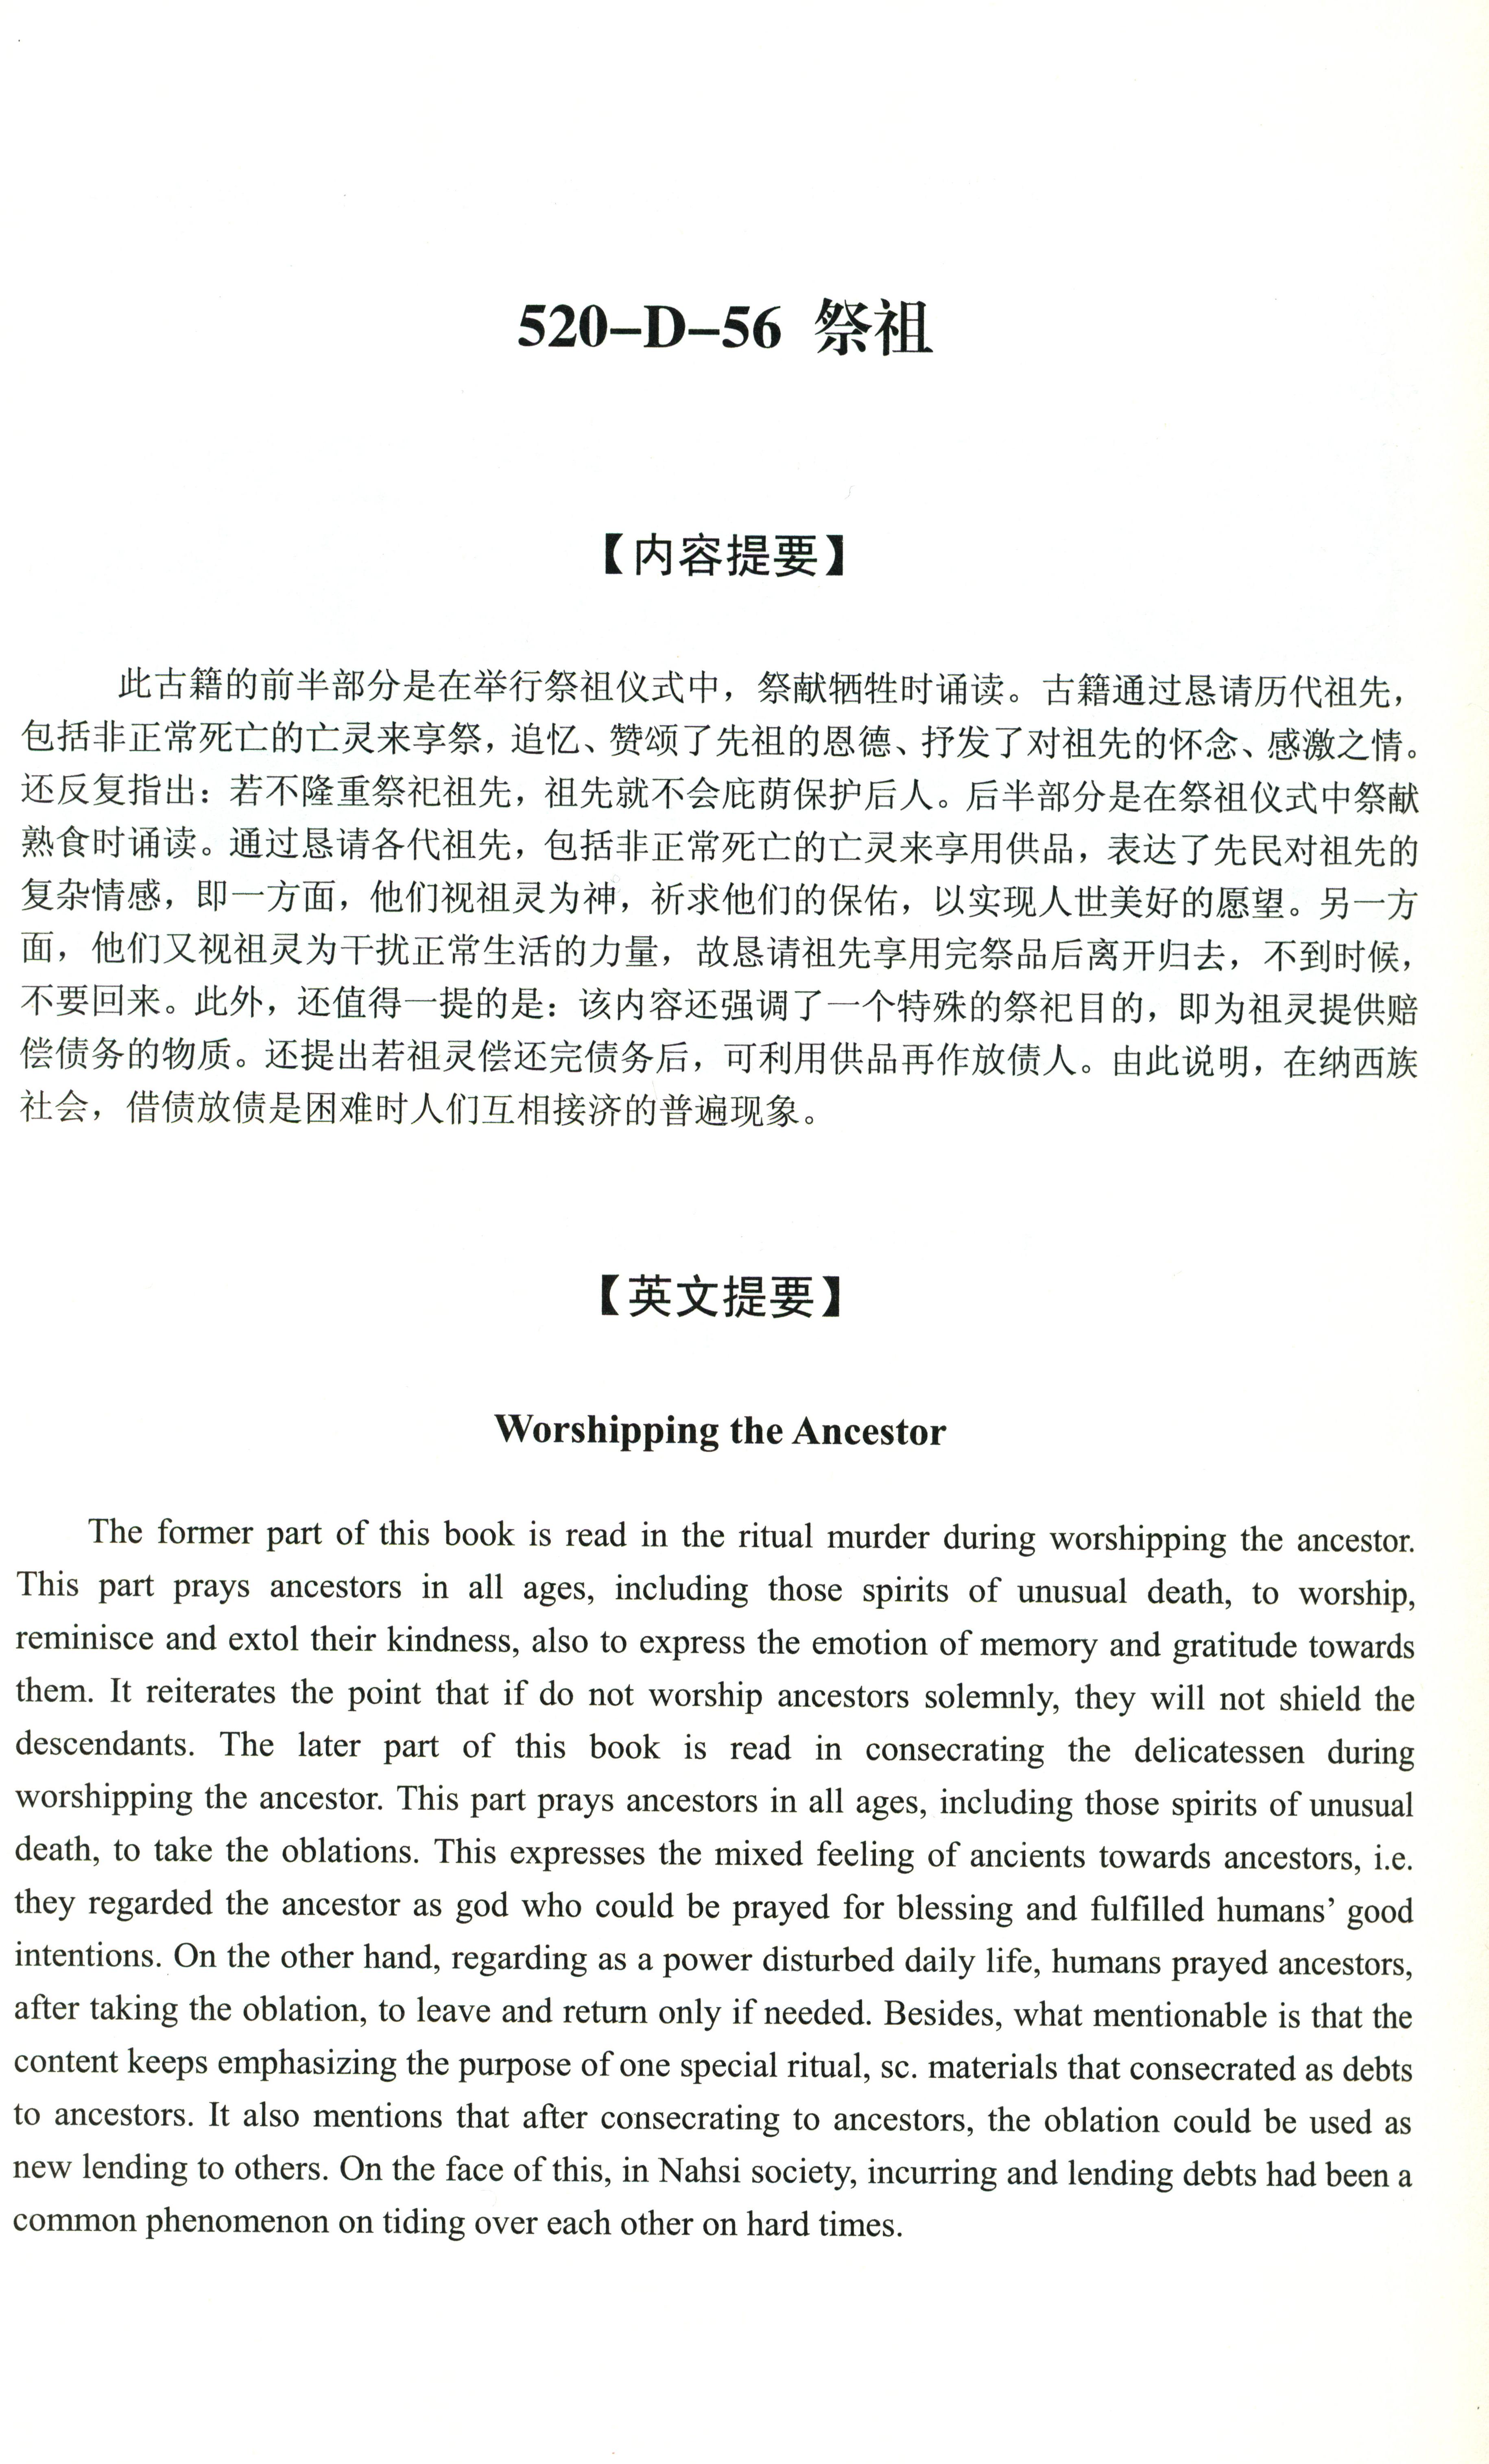 520-D-56 祭祖
【内容提要】
此古籍的前半部分是在举行祭祖仪式中，祭献牺牲时诵读。古籍通过恳请历代祖先，
包括非正常死亡的亡灵来享祭，追忆、赞颂了先祖的恩德、抒发了对祖先的怀念、感激之情。
还反复指出：若不隆重祭祀祖先，祖先就不会庇荫保护后人。后半部分是在祭祖仪式中祭献
熟食时诵读。通过恳请各代祖先，包括非正常死亡的亡灵来享用供品，表达了先民对祖先的
复杂情感，即一方面，他们视祖灵为神，祈求他们的保佑，以实现人世美好的愿望。另一方
面，他们又视祖灵为干扰正常生活的力量，故恳请祖先享用完祭品后离开归去，不到时候，
不要回来。此外，还值得一提的是：该内容还强调了一个特殊的祭祀目的，即为祖灵提供赔
偿债务的物质。还提出若祖灵偿还完债务后，可利用供品再作放债人。由此说明，在纳西族
社会，借债放债是困难时人们互相接济的普遍现象。
【英文提要】
Worshipping the Ancestor
The former part of this book is read in the ritual murder during worshipping the ancestor.
This part prays ancestors in all ages, including those spirits of unusual death, to worship,
reminisce and extol their kindness, also to express the emotion of memory and gratitude towards
them. It reiterates the point that if do not worship ancestors solemnly, they will not shield the
descendants. The later part of this book is read in consecrating the delicatessen during
worshipping the ancestor. This part prays ancestors in all ages, including those spirits of unusual
death, to take the oblations. This expresses the mixed feeling of ancients towards ancestors, i.e.
they regarded the ancestor as god who could be prayed for blessing and fulfilled humans’ good
intentions. On the other hand, regarding as a power disturbed daily life, humans prayed ancestors,
after taking the oblation, to leave and return only if needed. Besides, what mentionable is that the
content keeps emphasizing the purpose of one special ritual, sc. materials that consecrated as debts
to ancestors. It also mentions that after consecrating to ancestors, the oblation could be used as
new lending to others. On the face of this, in Nahsi society, incurring and lending debts had been a
common phenomenon on tiding over each other on hard times.